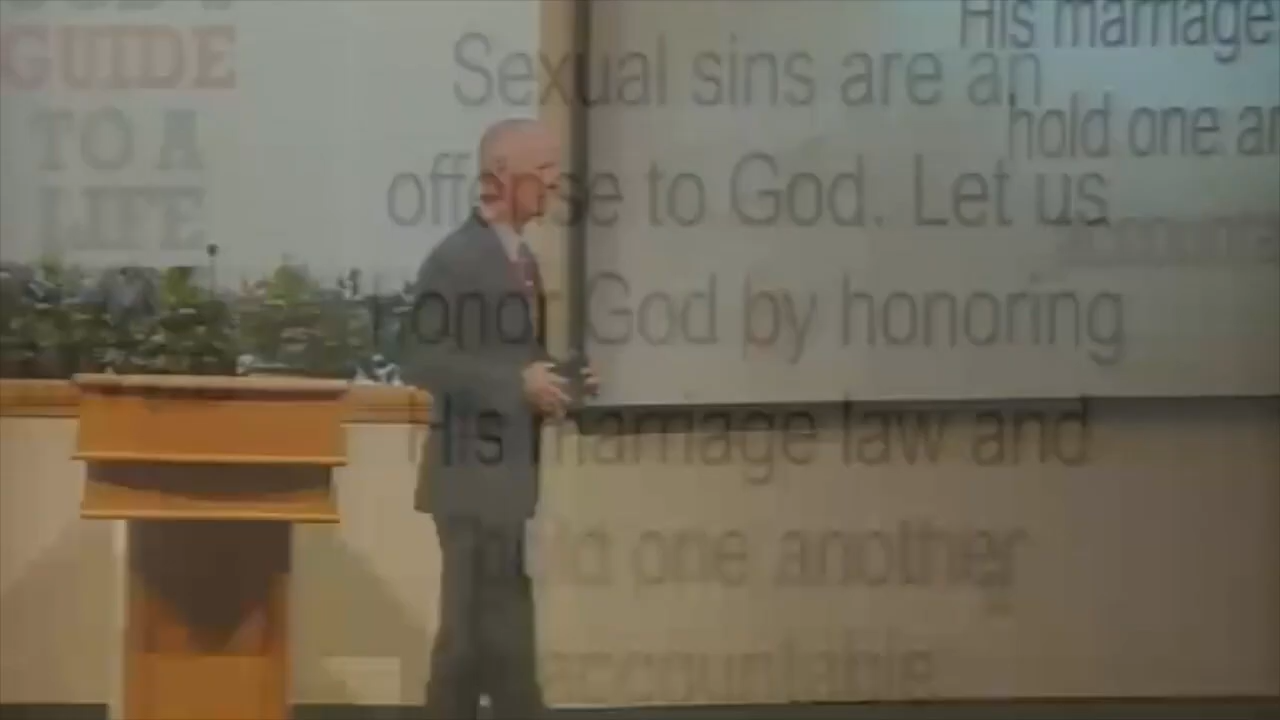 GUIDE
TO A
LIFE
Sexual sins are an
offense to God. Let us
honor God by honoring
His marriage law and
hold one another
accountable
His marriage
hold one an